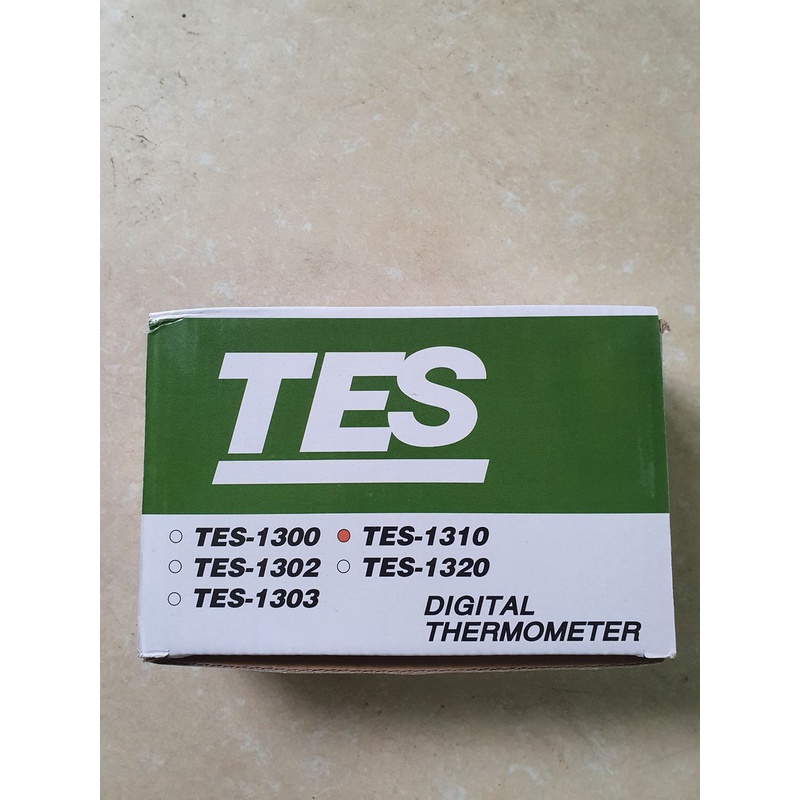 TES
TES-1300 TES-1310
TES-1302 TES-1320
TES-1303
DIGITAL
THERMOMETER